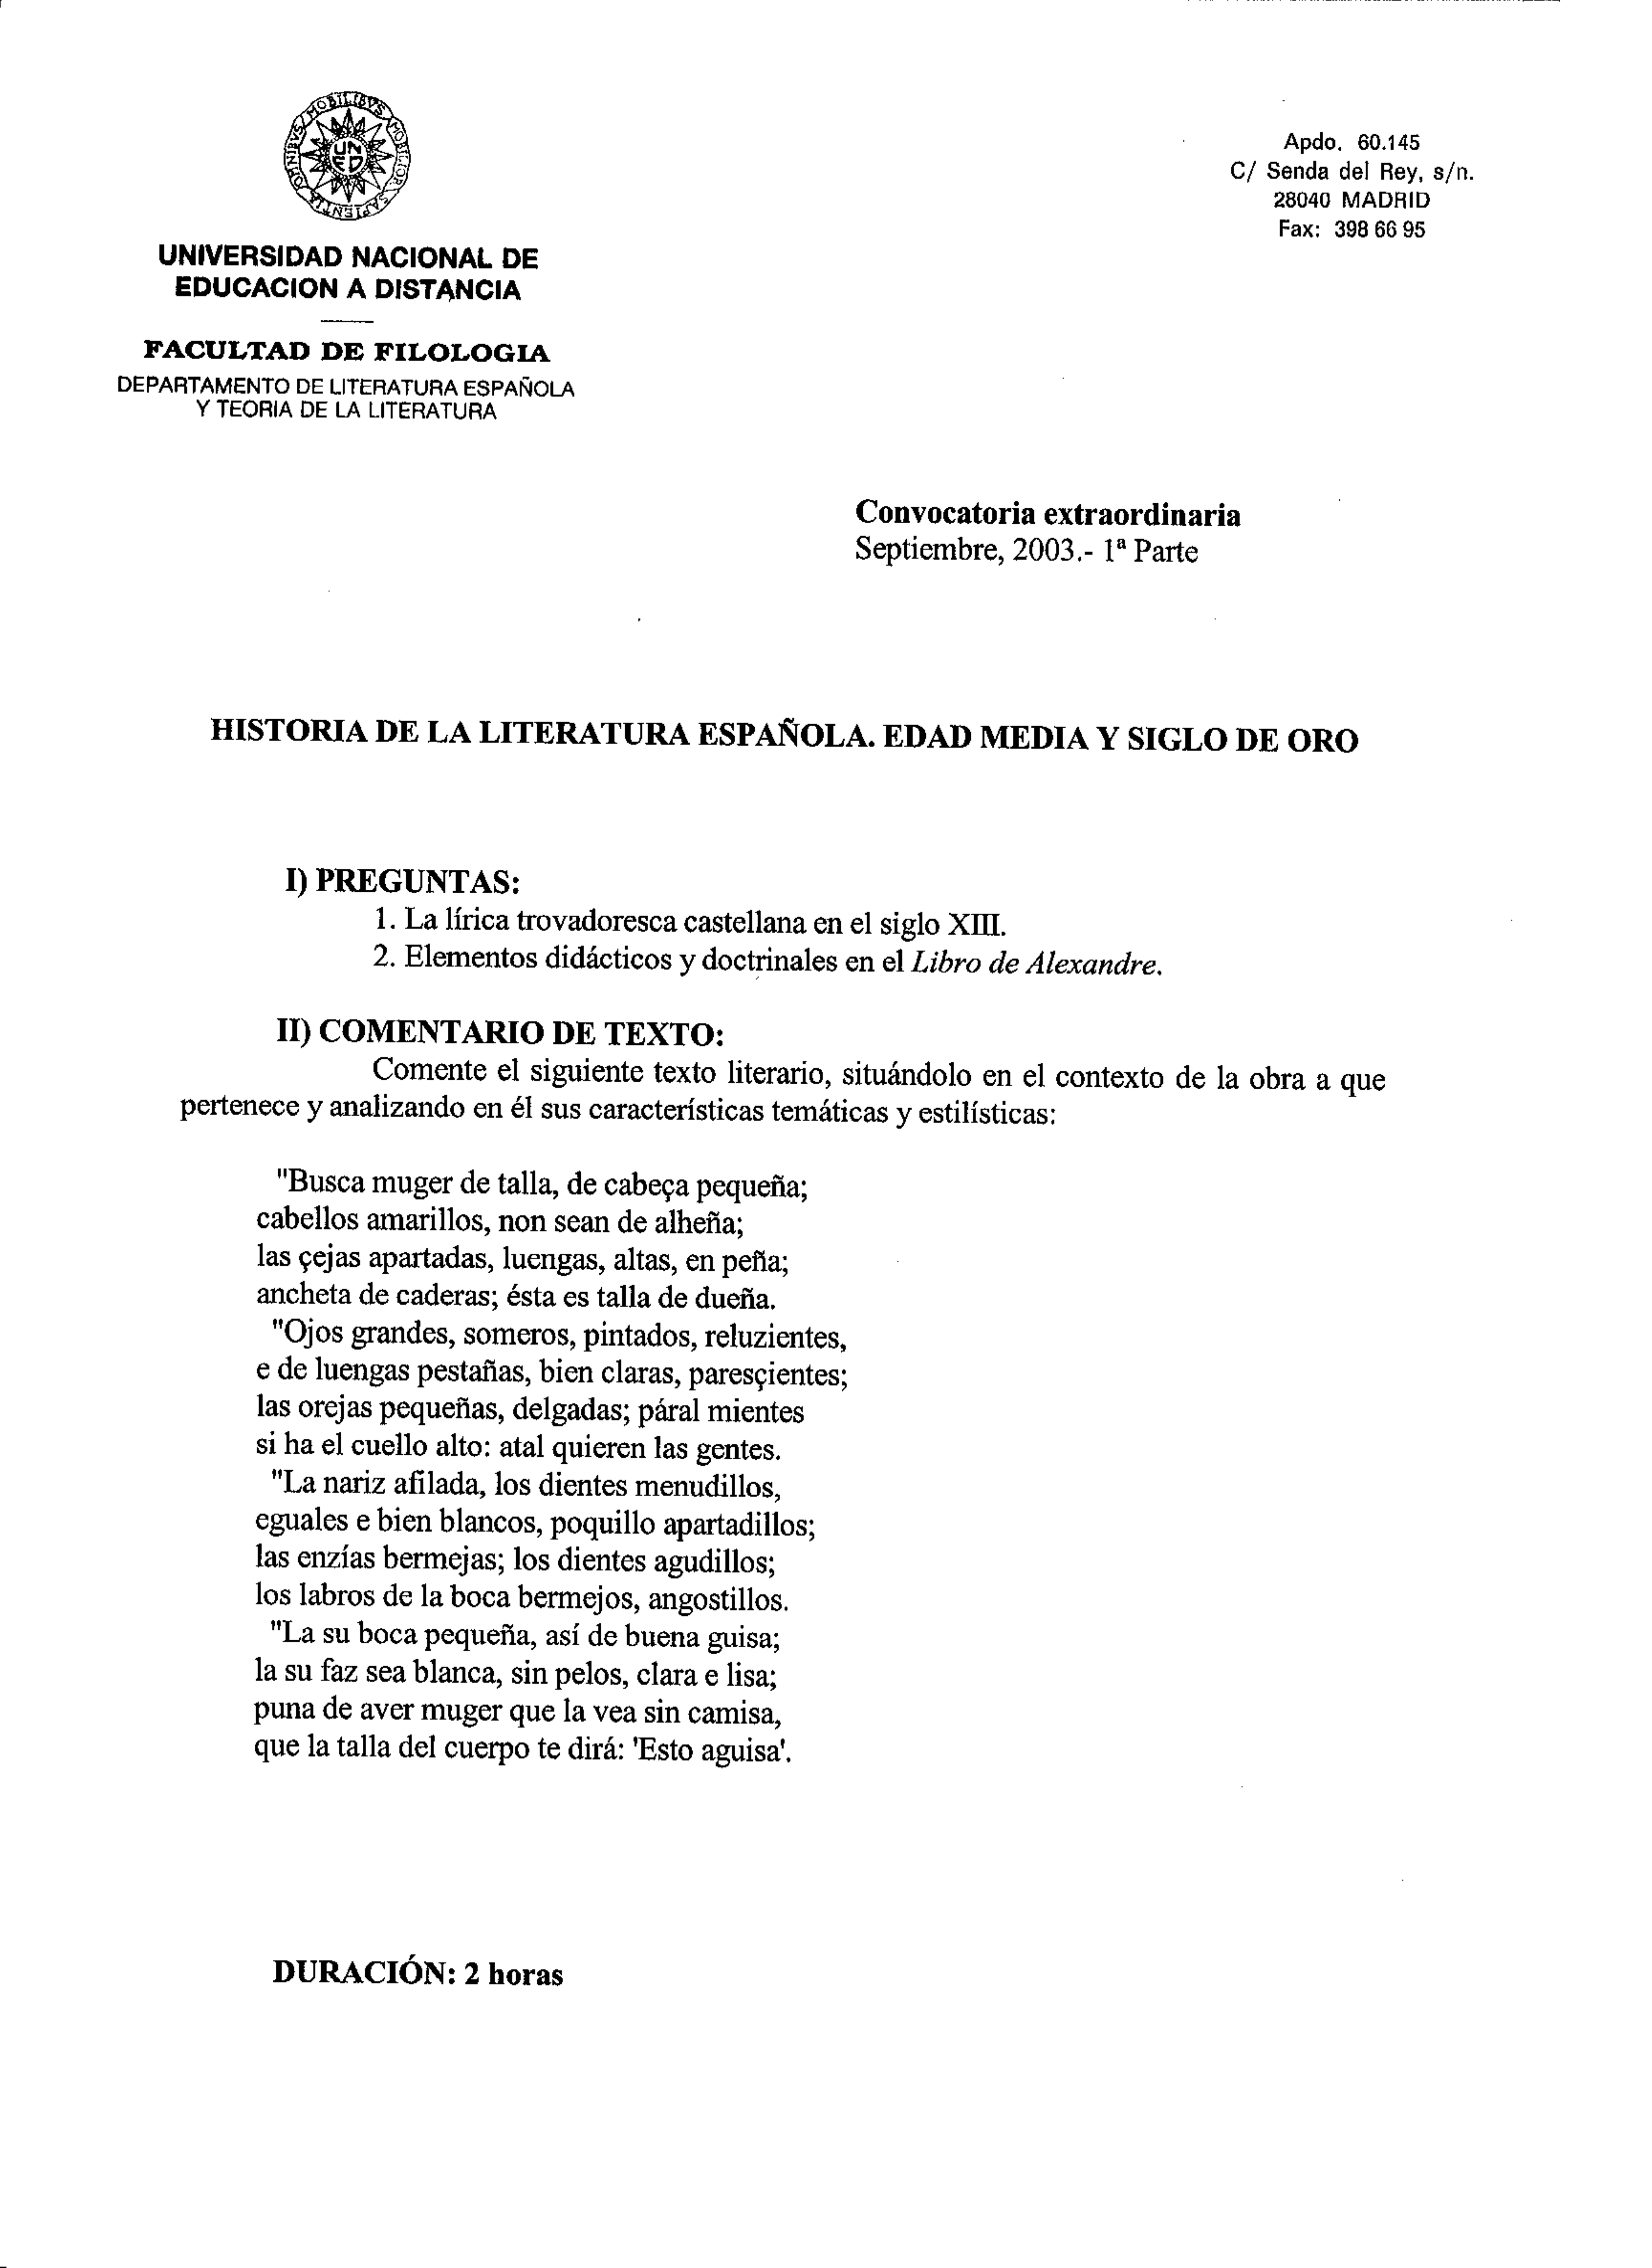 OMNIBVS MOBILIBVS MOBILIOR SAPIENTIA
UNED
UNIVERSIDAD NACIONAL DE
EDUCACION A DISTANCIA
FACULTAD DE FILOLOGIA
DEPARTAMENTO DE LITERATURA ESPAÑOLA
Y TEORIA DE LA LITERATURA
Apdo. 60.145
C/ Senda del Rey, s/n.
28040 MADRID
Fax: 398 66 95
Convocatoria extraordinaria
Septiembre, 2003.- 1ª Parte
HISTORIA DE LA LITERATURA ESPAÑOLA. EDAD MEDIA Y SIGLO DE ORO
I) PREGUNTAS:
1. La lírica trovadoresca castellana en el siglo XIII.
2. Elementos didácticos y doctrinales en el Libro de Alexandre.
II) COMENTARIO DE TEXTO:
Comente el siguiente texto literario, situándolo en el contexto de la obra a que
pertenece y analizando en él sus características temáticas y estilísticas:
"Busca muger de talla, de cabeça pequeña;
cabellos amarillos, non sean de alheña;
las çejas apartadas, luengas, altas, en peña;
ancheta de caderas; ésta es talla de dueña.
"Ojos grandes, someros, pintados, reluzientes,
e de luengas pestañas, bien claras, paresçientes;
las orejas pequeñas, delgadas; páral mientes
si ha el cuello alto: atal quieren las gentes.
"La nariz afilada, los dientes menudillos,
eguales e bien blancos, poquillo apartadillos;
las enzías bermejas; los dientes agudillos;
los labros de la boca bermejos, angostillos.
"La su boca pequeña, así de buena guisa;
la su faz sea blanca, sin pelos, clara e lisa;
puna de aver muger que la vea sin camisa,
que la talla del cuerpo te dirá: 'Esto aguisa'.
DURACIÓN: 2 horas